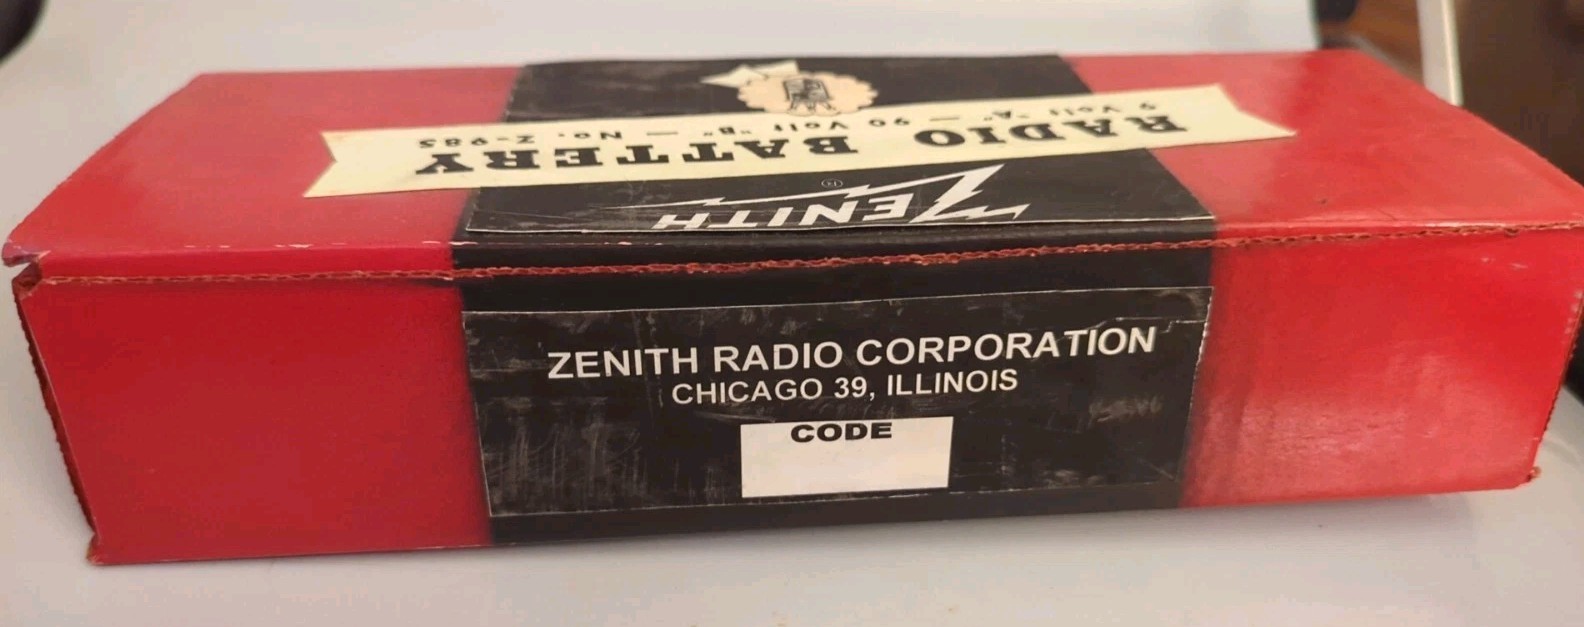 ZENITH®
RADIO BATTERY
9 Volt "A" — 90 Volt "B" — No. Z-985
ZENITH RADIO CORPORATION
CHICAGO 39, ILLINOIS
CODE